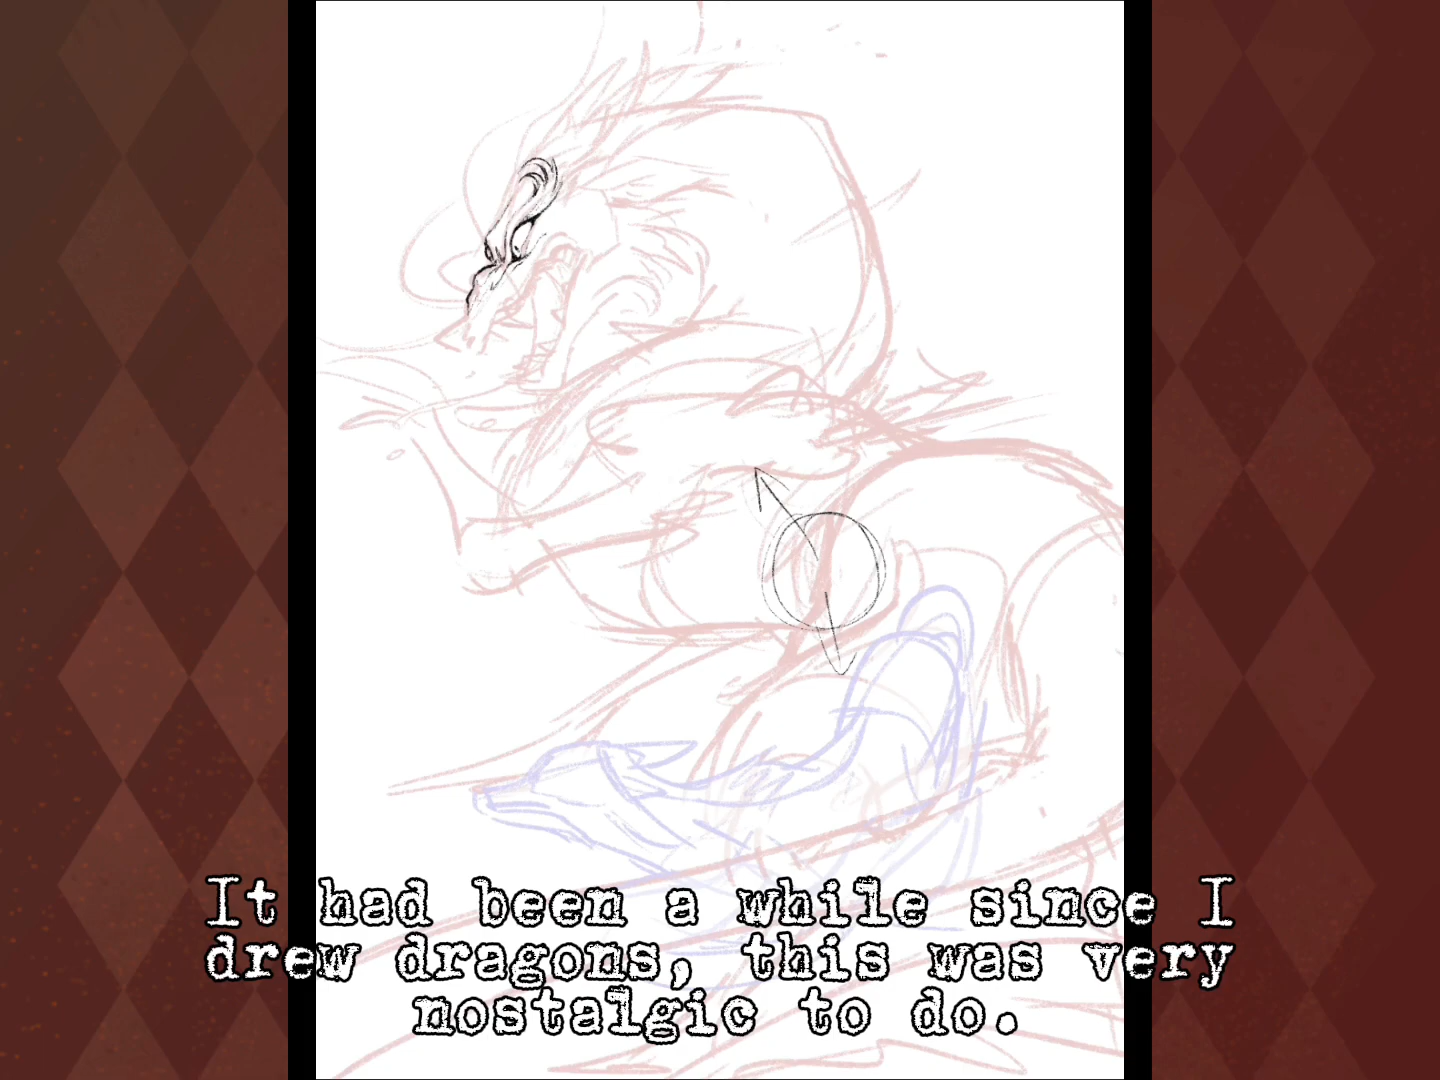 It had been a while since I
drew dragons, this was very
nostalgic to do.